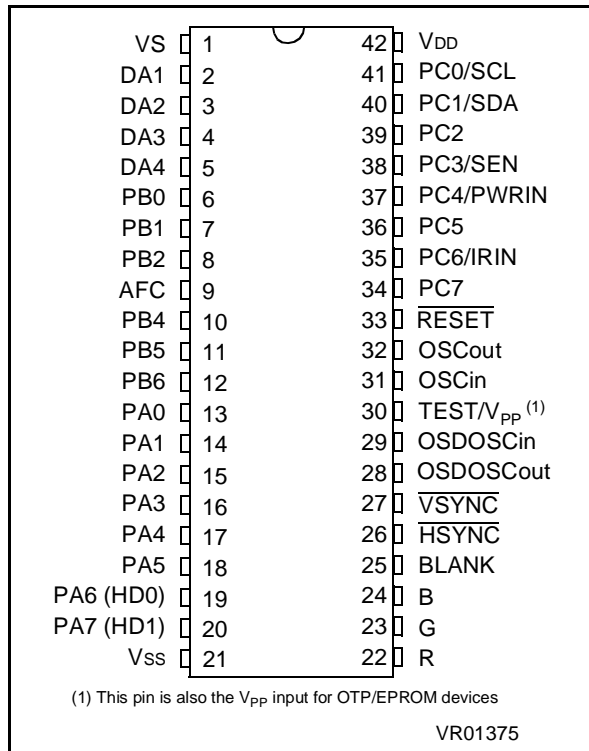 VS 1 42 VDD
DA1 2 41 PC0/SCL
DA2 3 40 PC1/SDA
DA3 4 39 PC2
DA4 5 38 PC3/SEN
PB0 6 37 PC4/PWRIN
PB1 7 36 PC5
PB2 8 35 PC6/IRIN
AFC 9 34 PC7
PB4 10 33 RESET
PB5 11 32 OSCout
PB6 12 31 OSCin
PA0 13 30 TEST/VPP (1)
PA1 14 29 OSDOSCin
PA2 15 28 OSDOSCout
PA3 16 27 VSYNC
PA4 17 26 HSYNC
PA5 18 25 BLANK
PA6 (HD0) 19 24 B
PA7 (HD1) 20 23 G
VSS 21 22 R
(1) This pin is also the VPP input for OTP/EPROM devices
VR01375